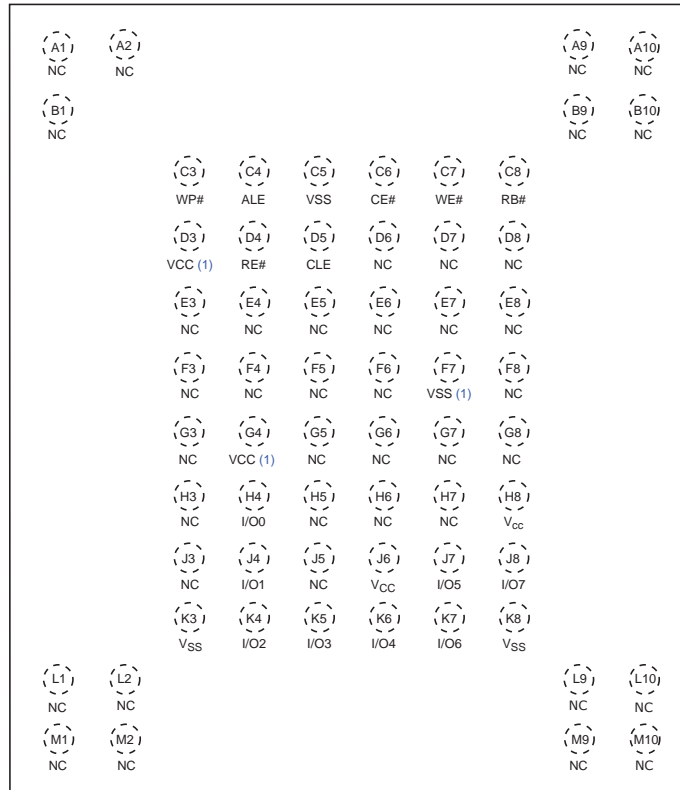 A1 A2 A9 A10
NC NC NC NC
B1 B9 B10
NC NC NC
C3 C4 C5 C6 C7 C8
WP# ALE VSS CE# WE# RB#
D3 D4 D5 D6 D7 D8
VCC (1) RE# CLE NC NC NC
E3 E4 E5 E6 E7 E8
NC NC NC NC NC NC
F3 F4 F5 F6 F7 F8
NC NC NC NC VSS (1) NC
G3 G4 G5 G6 G7 G8
NC VCC (1) NC NC NC NC
H3 H4 H5 H6 H7 H8
NC I/O0 NC NC NC Vcc
J3 J4 J5 J6 J7 J8
NC I/O1 NC VCC I/O5 I/O7
K3 K4 K5 K6 K7 K8
VSS I/O2 I/O3 I/O4 I/O6 VSS
L1 L2 L9 L10
NC NC NC NC
M1 M2 M9 M10
NC NC NC NC